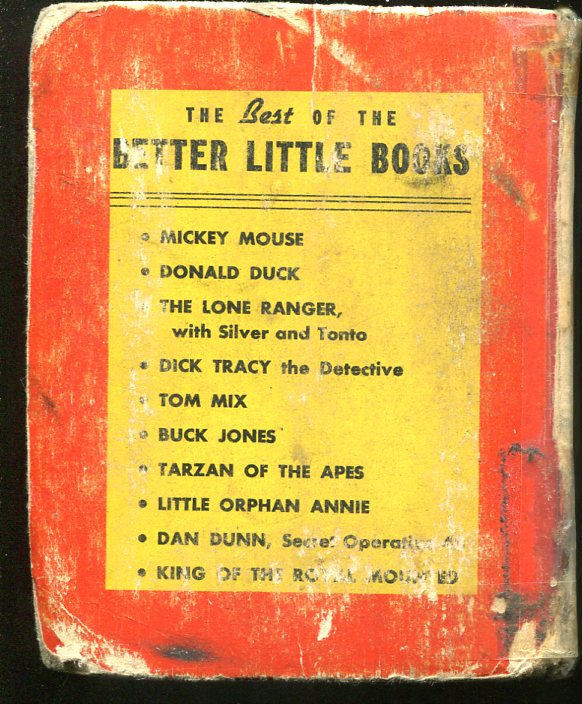 THE Best OF THE
BETTER LITTLE BOOKS
• MICKEY MOUSE
• DONALD DUCK
• THE LONE RANGER,
with Silver and Tonto
• DICK TRACY the Detective
• TOM MIX
• BUCK JONES
• TARZAN OF THE APES
• LITTLE ORPHAN ANNIE
• DAN DUNN, Secret Operative
• KING OF THE ROYAL MOUNTED